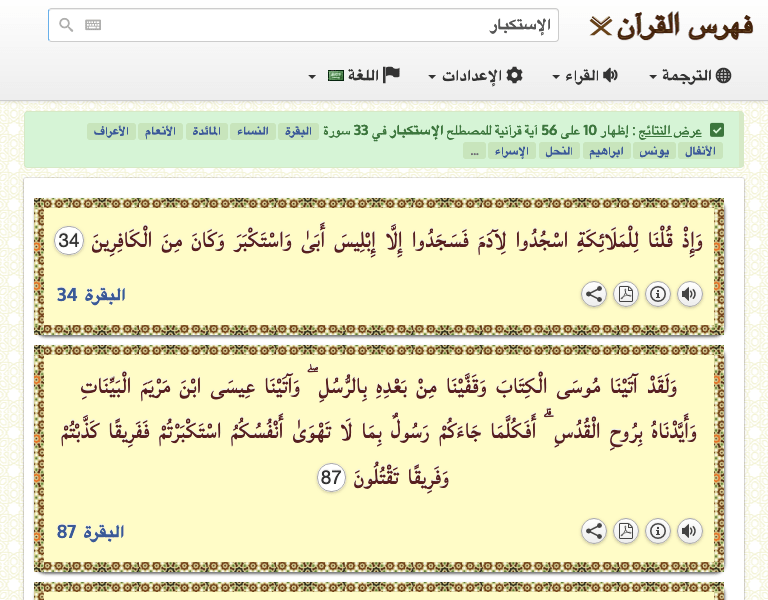 فهرس القرآن
الإستكبار
الترجمة القراء الإعدادات اللغة
عرض النتائج : إظهار 10 على 56 آية قرآنية للمصطلح الإستكبار في 33 سورة البقرة النساء المائدة الأنعام الأعراف
الأنفال يونس ابراهيم النحل الإسراء ...
وَإِذْ قُلْنَا لِلْمَلَائِكَةِ اسْجُدُوا لِآدَمَ فَسَجَدُوا إِلَّا إِبْلِيسَ أَبَىٰ وَاسْتَكْبَرَ وَكَانَ مِنَ الْكَافِرِينَ 34
البقرة 34
وَلَقَدْ آتَيْنَا مُوسَى الْكِتَابَ وَقَفَّيْنَا مِنْ بَعْدِهِ بِالرُّسُلِ ۖ وَآتَيْنَا عِيسَى ابْنَ مَرْيَمَ الْبَيِّنَاتِ
وَأَيَّدْنَاهُ بِرُوحِ الْقُدُسِ ۗ أَفَكُلَّمَا جَاءَكُمْ رَسُولٌ بِمَا لَا تَهْوَىٰ أَنْفُسُكُمُ اسْتَكْبَرْتُمْ فَفَرِيقًا كَذَّبْتُمْ
وَفَرِيقًا تَقْتُلُونَ 87
البقرة 87